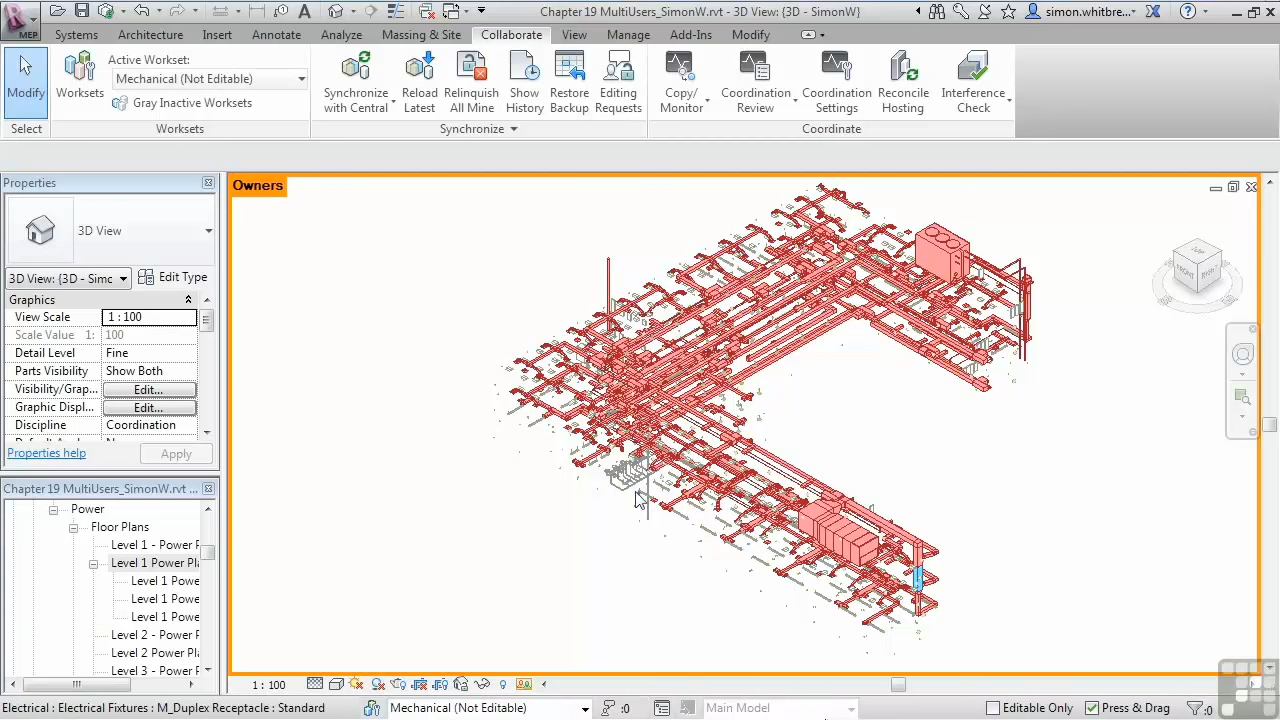 Chapter 19 MultiUsers_SimonW.rvt - 3D View: {3D - SimonW}
simon.whitbre...
MEP
Systems Architecture Insert Annotate Analyze Massing & Site Collaborate View Manage Add-Ins Modify
Modify
Select
Worksets
Active Workset:
Mechanical (Not Editable)
Gray Inactive Worksets
Worksets
Synchronize with Central
Reload Latest
Relinquish All Mine
Show History
Restore Backup
Editing Requests
Synchronize
Copy/ Monitor
Coordination Review
Coordination Settings
Reconcile Hosting
Interference Check
Coordinate
Properties
3D View
3D View: {3D - Simc
Edit Type
Graphics
View Scale 1 : 100
Scale Value 1: 100
Detail Level Fine
Parts Visibility Show Both
Visibility/Grap... Edit...
Graphic Displ... Edit...
Discipline Coordination
Properties help
Apply
Chapter 19 MultiUsers_SimonW.rvt ...
Power
Floor Plans
Level 1 - Power F
Level 1 Power Pl
Level 1 Powe
Level 1 Powe
Level 1 Powe
Level 2 - Power F
Level 2 Power Pl
Level 3 - Power F
Owners
TOP
FRONT
RIGHT
1 : 100
Electrical : Electrical Fixtures : M_Duplex Receptacle : Standard
Mechanical (Not Editable)
:0
Main Model
Editable Only
Press & Drag
:0